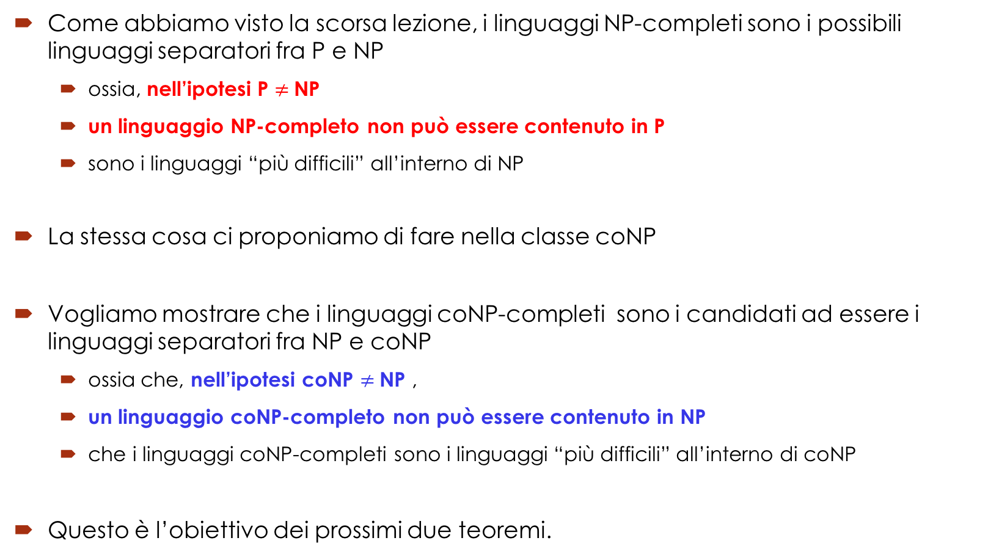 Come abbiamo visto la scorsa lezione, i linguaggi NP-completi sono i possibili
linguaggi separatori fra P e NP
ossia, nell’ipotesi P ≠ NP
un linguaggio NP-completo non può essere contenuto in P
sono i linguaggi “più difficili” all’interno di NP
La stessa cosa ci proponiamo di fare nella classe coNP
Vogliamo mostrare che i linguaggi coNP-completi sono i candidati ad essere i
linguaggi separatori fra NP e coNP
ossia che, nell’ipotesi coNP ≠ NP ,
un linguaggio coNP-completo non può essere contenuto in NP
che i linguaggi coNP-completi sono i linguaggi “più difficili” all’interno di coNP
Questo è l’obiettivo dei prossimi due teoremi.